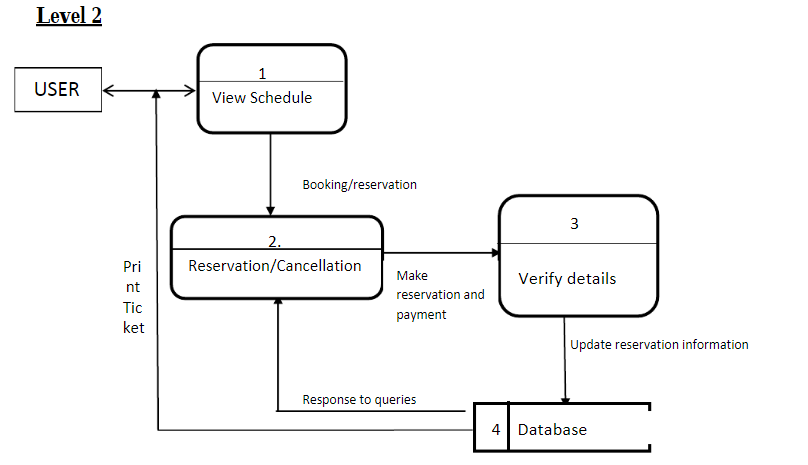 Level 2
USER
1
View Schedule
Booking/reservation
2.
Reservation/Cancellation
3
Verify details
Make
reservation and
payment
Pri
nt
Tic
ket
Update reservation information
Response to queries
4 Database